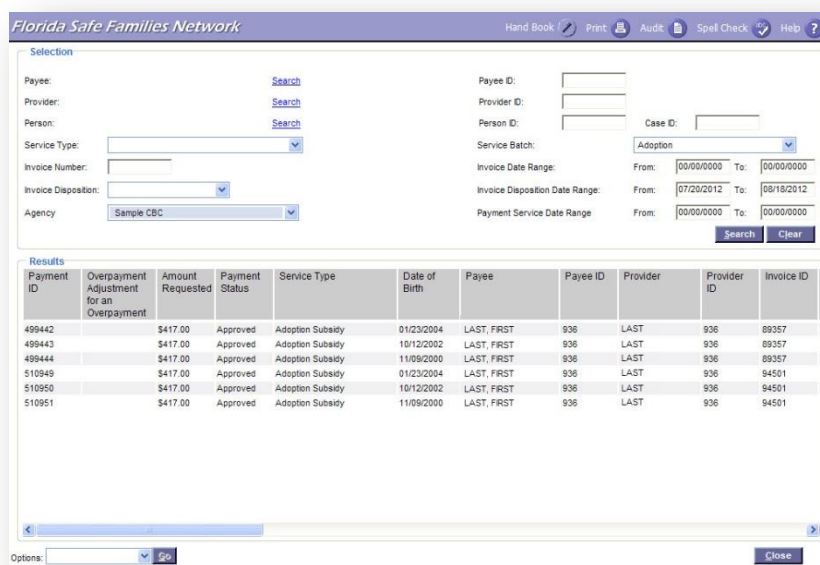 Florida Safe Families Network Hand Book Print Audit Spell Check Help
Selection
Payee: Search Payee ID:
Provider: Search Provider ID:
Person: Search Person ID: Case ID:
Service Type: Service Batch: Adoption
Invoice Number: Invoice Date Range: From: 00/00/0000 To: 00/00/0000
Invoice Disposition: Invoice Disposition Date Range: From: 07/20/2012 To: 08/18/2012
Agency Sample CBC Payment Service Date Range From: 00/00/0000 To: 00/00/0000
Search Clear
Results
Payment Overpayment Amount Payment Service Type Date of Payee Payee ID Provider Provider Invoice ID
ID Adjustment Requested Status Birth ID
for an
Overpayment
499442 $417.00 Approved Adoption Subsidy 01/23/2004 LAST, FIRST 936 LAST 936 89357
499443 $417.00 Approved Adoption Subsidy 10/12/2002 LAST, FIRST 936 LAST 936 89357
499444 $417.00 Approved Adoption Subsidy 11/09/2000 LAST, FIRST 936 LAST 936 89357
510949 $417.00 Approved Adoption Subsidy 01/23/2004 LAST, FIRST 936 LAST 936 94501
510950 $417.00 Approved Adoption Subsidy 10/12/2002 LAST, FIRST 936 LAST 936 94501
510951 $417.00 Approved Adoption Subsidy 11/09/2000 LAST, FIRST 936 LAST 936 94501
Options: Go Close